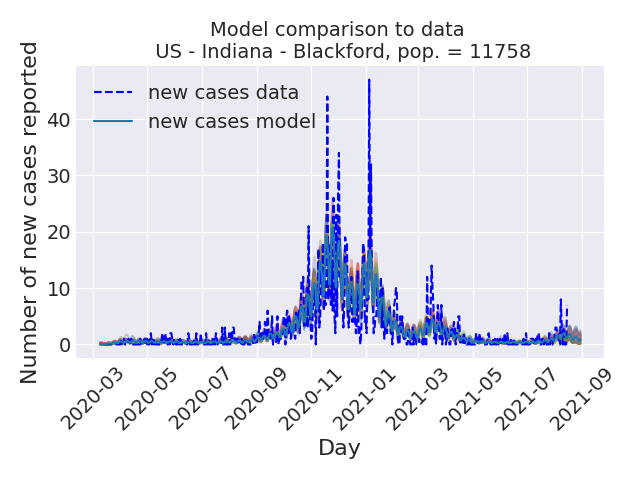 Model comparison to data
US - Indiana - Blackford, pop. = 11758
Number of new cases reported
new cases data
new cases model
40
30
20
10
0
2020-03
2020-05
2020-07
2020-09
2020-11
2021-01
2021-03
2021-05
2021-07
2021-09
Day